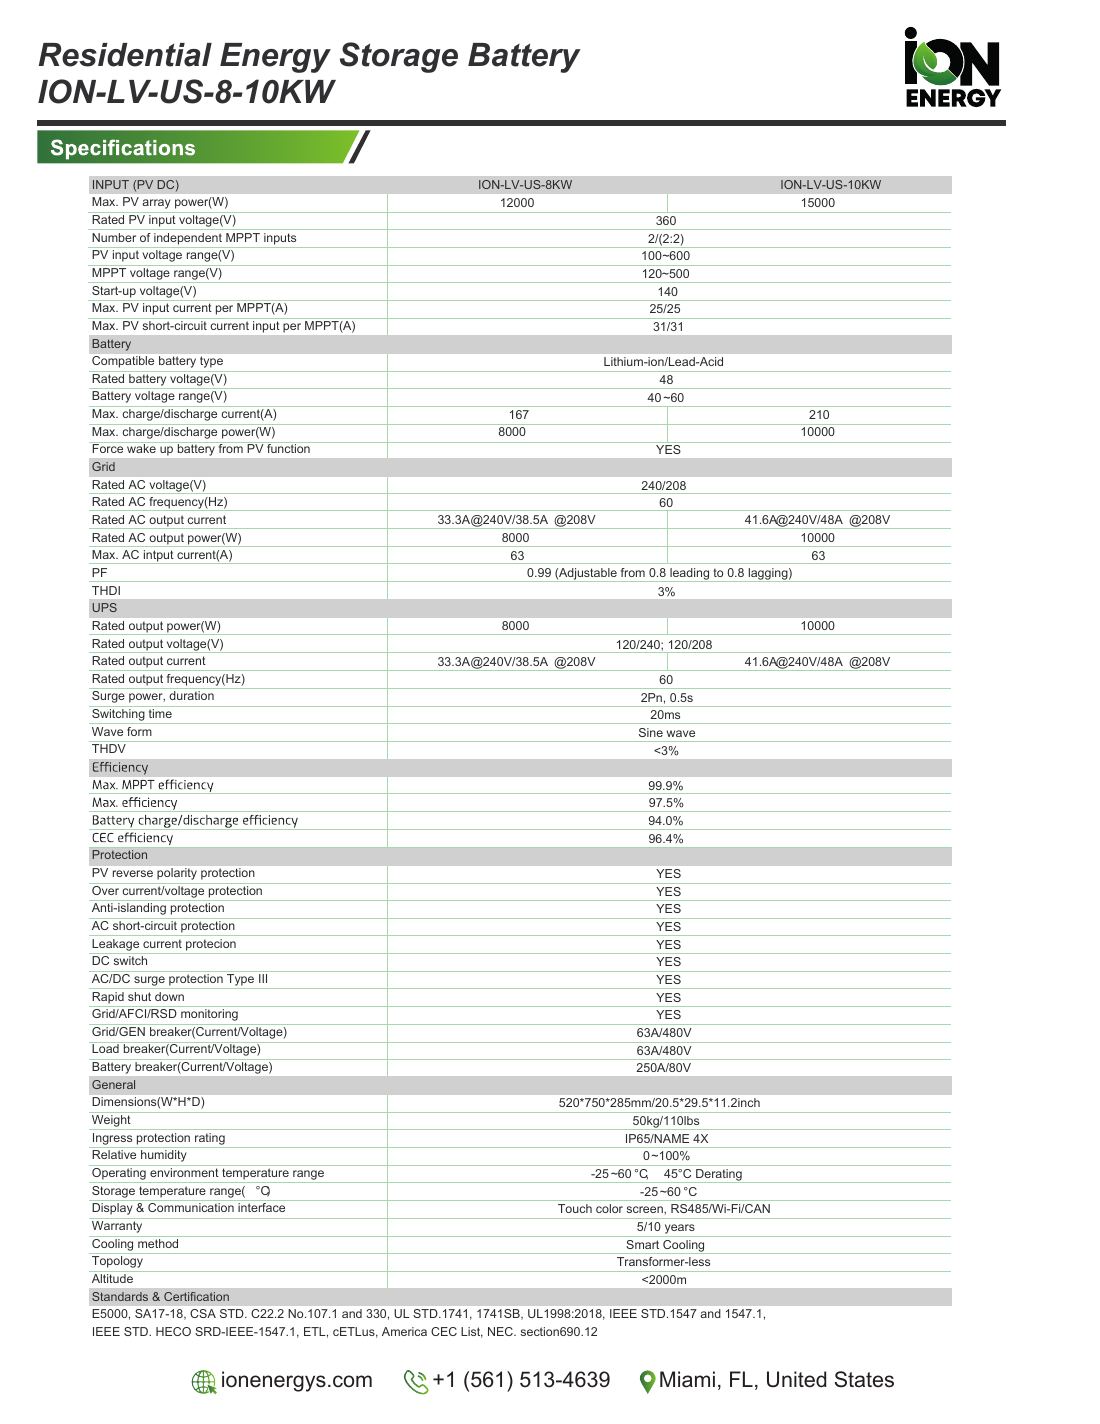 Residential Energy Storage Battery
ION-LV-US-8-10KW
iON
ENERGY
Specifications
INPUT (PV DC) ION-LV-US-8KW ION-LV-US-10KW
Max. PV array power(W) 12000 15000
Rated PV input voltage(V) 360
Number of independent MPPT inputs 2/(2:2)
PV input voltage range(V) 100~600
MPPT voltage range(V) 120~500
Start-up voltage(V) 140
Max. PV input current per MPPT(A) 25/25
Max. PV short-circuit current input per MPPT(A) 31/31
Battery
Compatible battery type Lithium-ion/Lead-Acid
Rated battery voltage(V) 48
Battery voltage range(V) 40~60
Max. charge/discharge current(A) 167 210
Max. charge/discharge power(W) 8000 10000
Force wake up battery from PV function YES
Grid
Rated AC voltage(V) 240/208
Rated AC frequency(Hz) 60
Rated AC output current 33.3A@240V/38.5A @208V 41.6A@240V/48A @208V
Rated AC output power(W) 8000 10000
Max. AC intput current(A) 63 63
PF 0.99 (Adjustable from 0.8 leading to 0.8 lagging)
THDI 3%
UPS
Rated output power(W) 8000 10000
Rated output voltage(V) 120/240; 120/208
Rated output current 33.3A@240V/38.5A @208V 41.6A@240V/48A @208V
Rated output frequency(Hz) 60
Surge power, duration 2Pn, 0.5s
Switching time 20ms
Wave form Sine wave
THDV <3%
Efficiency
Max. MPPT efficiency 99.9%
Max. efficiency 97.5%
Battery charge/discharge efficiency 94.0%
CEC efficiency 96.4%
Protection
PV reverse polarity protection YES
Over current/voltage protection YES
Anti-islanding protection YES
AC short-circuit protection YES
Leakage current protecion YES
DC switch YES
AC/DC surge protection Type III YES
Rapid shut down YES
Grid/AFCI/RSD monitoring YES
Grid/GEN breaker(Current/Voltage) 63A/480V
Load breaker(Current/Voltage) 63A/480V
Battery breaker(Current/Voltage) 250A/80V
General
Dimensions(W*H*D) 520*750*285mm/20.5*29.5*11.2inch
Weight 50kg/110lbs
Ingress protection rating IP65/NAME 4X
Relative humidity 0~100%
Operating environment temperature range -25~60°C, 45°C Derating
Storage temperature range( °C) -25~60°C
Display & Communication interface Touch color screen, RS485/Wi-Fi/CAN
Warranty 5/10 years
Cooling method Smart Cooling
Topology Transformer-less
Altitude <2000m
Standards & Certification
E5000, SA17-18, CSA STD. C22.2 No.107.1 and 330, UL STD.1741, 1741SB, UL1998:2018, IEEE STD.1547 and 1547.1,
IEEE STD. HECO SRD-IEEE-1547.1, ETL, cETLus, America CEC List, NEC. section690.12
ionenergys.com +1 (561) 513-4639 Miami, FL, United States